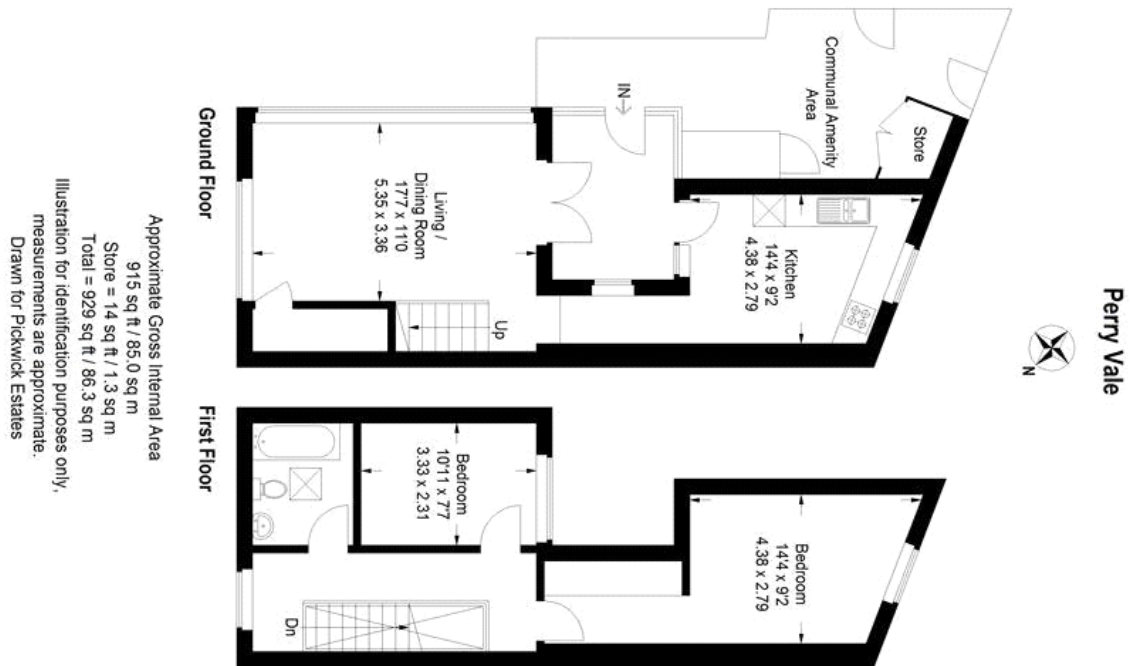 Perry Vale
N
Communal Amenity
Area
Store
IN
Kitchen
14'4 x 9'2
4.38 x 2.79
Living /
Dining Room
17'7 x 11'0
5.35 x 3.36
Up
Ground Floor
Bedroom
14'4 x 9'2
4.38 x 2.79
Bedroom
10'11 x 7'7
3.33 x 2.31
Dn
First Floor
Approximate Gross Internal Area
915 sq ft / 85.0 sq m
Store = 14 sq ft / 1.3 sq m
Total = 929 sq ft / 86.3 sq m
Illustration for identification purposes only,
measurements are approximate.
Drawn for Pickwick Estates